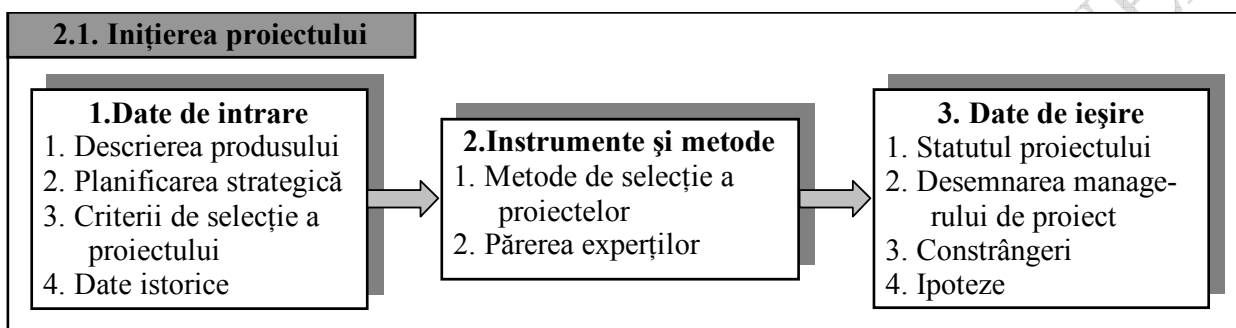 2.1. Inițierea proiectului
1.Date de intrare
1. Descrierea produsului
2. Planificarea strategică
3. Criterii de selecție a
proiectului
4. Date istorice
2.Instrumente şi metode
1. Metode de selecție a
proiectelor
2. Părerea experților
3. Date de ieşire
1. Statutul proiectului
2. Desemnarea manage-
rului de proiect
3. Constrângeri
4. Ipoteze